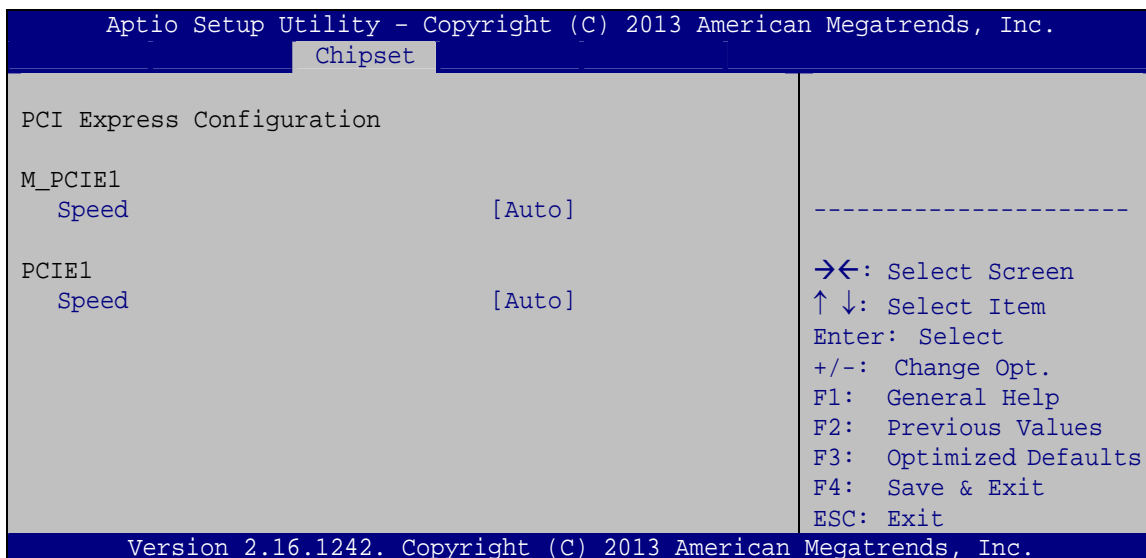 Aptio Setup Utility – Copyright (C) 2013 American Megatrends, Inc.
Chipset
PCI Express Configuration
M_PCIE1
Speed [Auto]
PCIE1
Speed [Auto]
----------------------
→←: Select Screen
↑ ↓: Select Item
Enter: Select
+/-: Change Opt.
F1: General Help
F2: Previous Values
F3: Optimized Defaults
F4: Save & Exit
ESC: Exit
Version 2.16.1242. Copyright (C) 2013 American Megatrends, Inc.